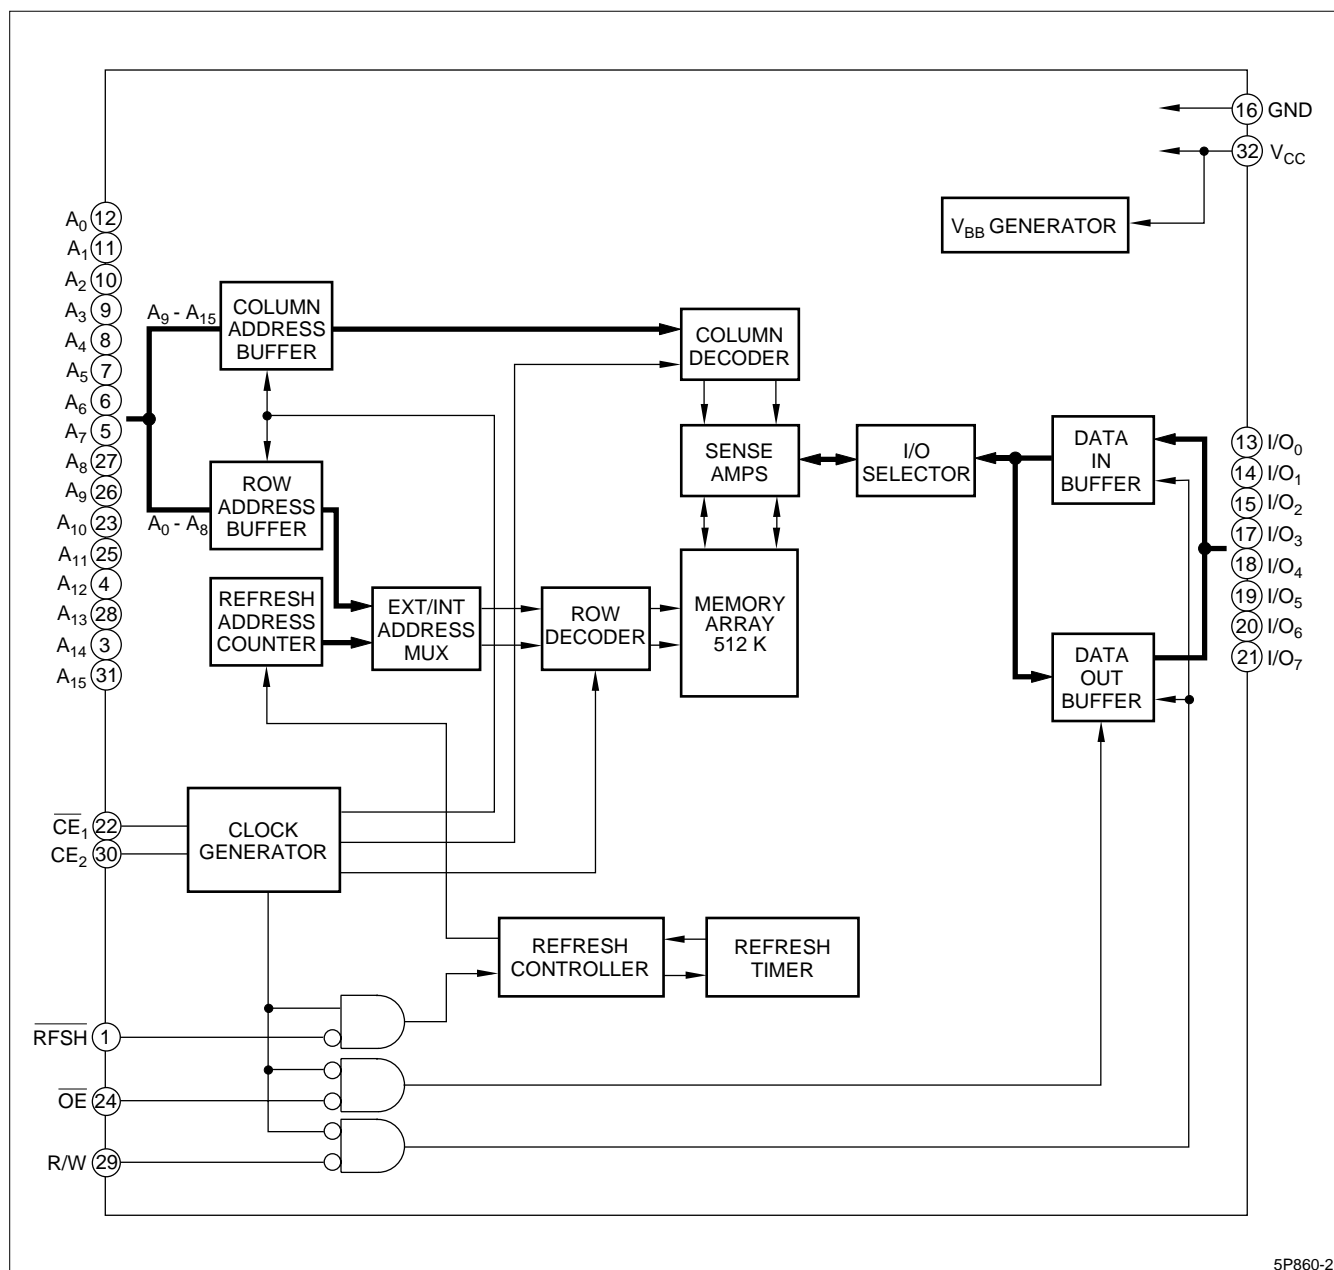 16 GND
32 VCC
VBB GENERATOR
A0 12
A1 11
A2 10
A3 9
A4 8
A5 7
A6 6
A7 5
A8 27
A9 26
A10 23
A11 25
A12 4
A13 28
A14 3
A15 31
A9 - A15
COLUMN
ADDRESS
BUFFER
COLUMN
DECODER
A0 - A8
ROW
ADDRESS
BUFFER
SENSE
AMPS
I/O
SELECTOR
DATA
IN
BUFFER
13 I/O0
14 I/O1
15 I/O2
17 I/O3
18 I/O4
19 I/O5
20 I/O6
21 I/O7
REFRESH
ADDRESS
COUNTER
EXT/INT
ADDRESS
MUX
ROW
DECODER
MEMORY
ARRAY
512 K
DATA
OUT
BUFFER
C̅E̅1 22
CE2 30
CLOCK
GENERATOR
REFRESH
CONTROLLER
REFRESH
TIMER
R̅F̅S̅H̅ 1
O̅E̅ 24
R/W 29
5P860-2